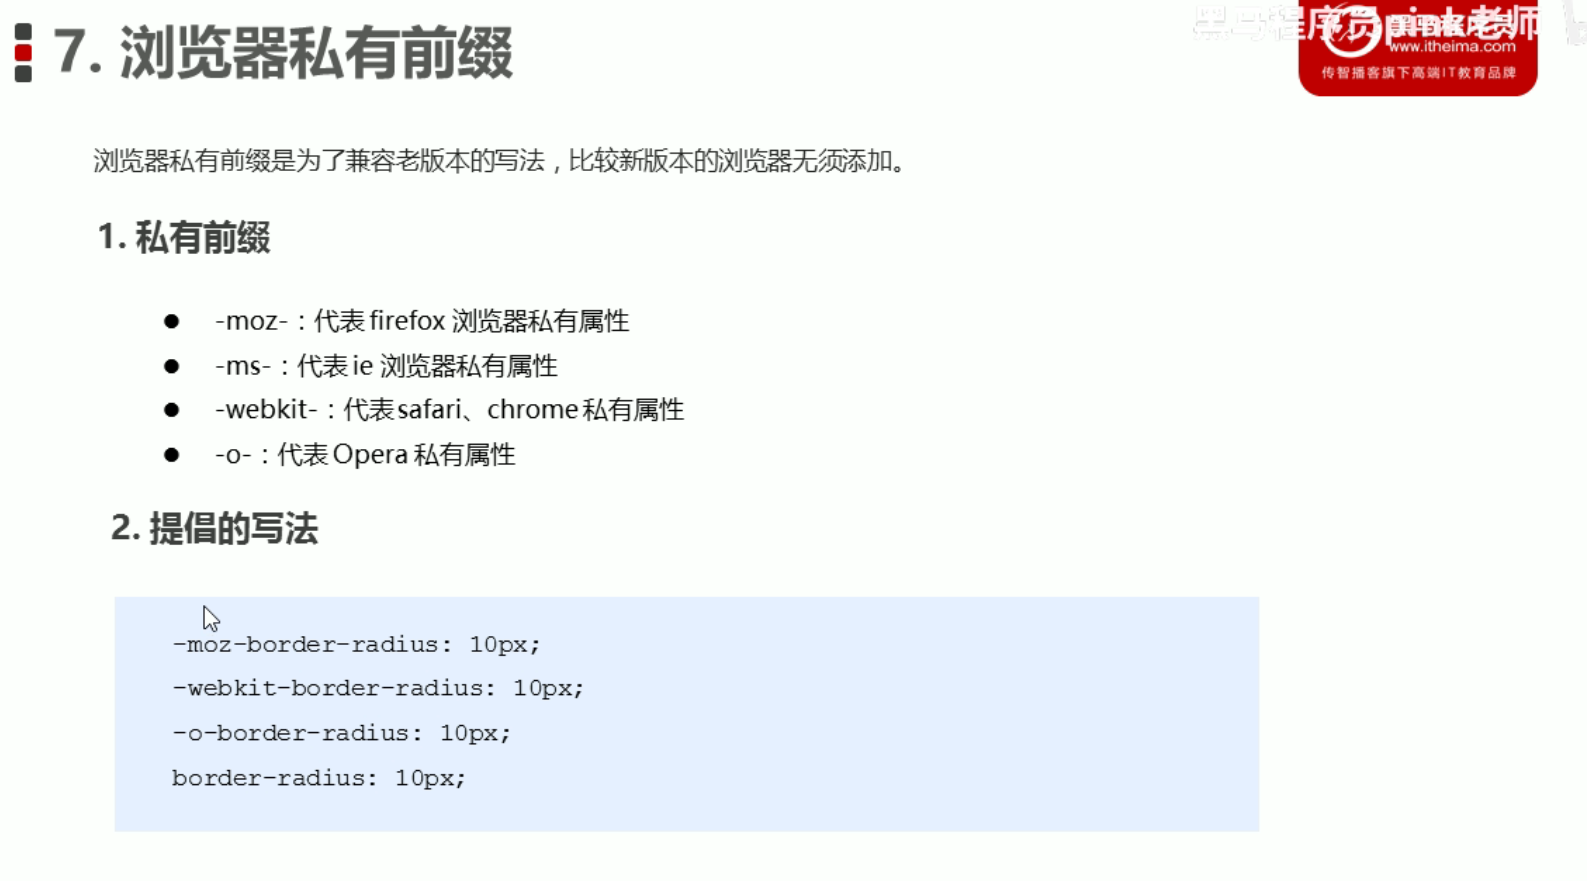 7. 浏览器私有前缀
黑马程序员pink老师
www.itheima.com
传智播客旗下高端IT教育品牌
浏览器私有前缀是为了兼容老版本的写法，比较新版本的浏览器无须添加。
1. 私有前缀
● -moz-：代表 firefox 浏览器私有属性
● -ms-：代表 ie 浏览器私有属性
● -webkit-：代表 safari、chrome 私有属性
● -o-：代表 Opera 私有属性
2. 提倡的写法
-moz-border-radius: 10px;
-webkit-border-radius: 10px;
-o-border-radius: 10px;
border-radius: 10px;